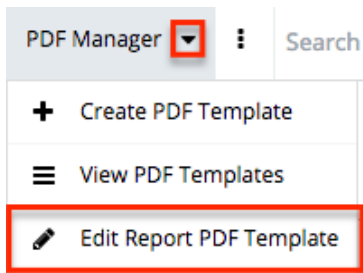 PDF Manager
Search
Create PDF Template
View PDF Templates
Edit Report PDF Template